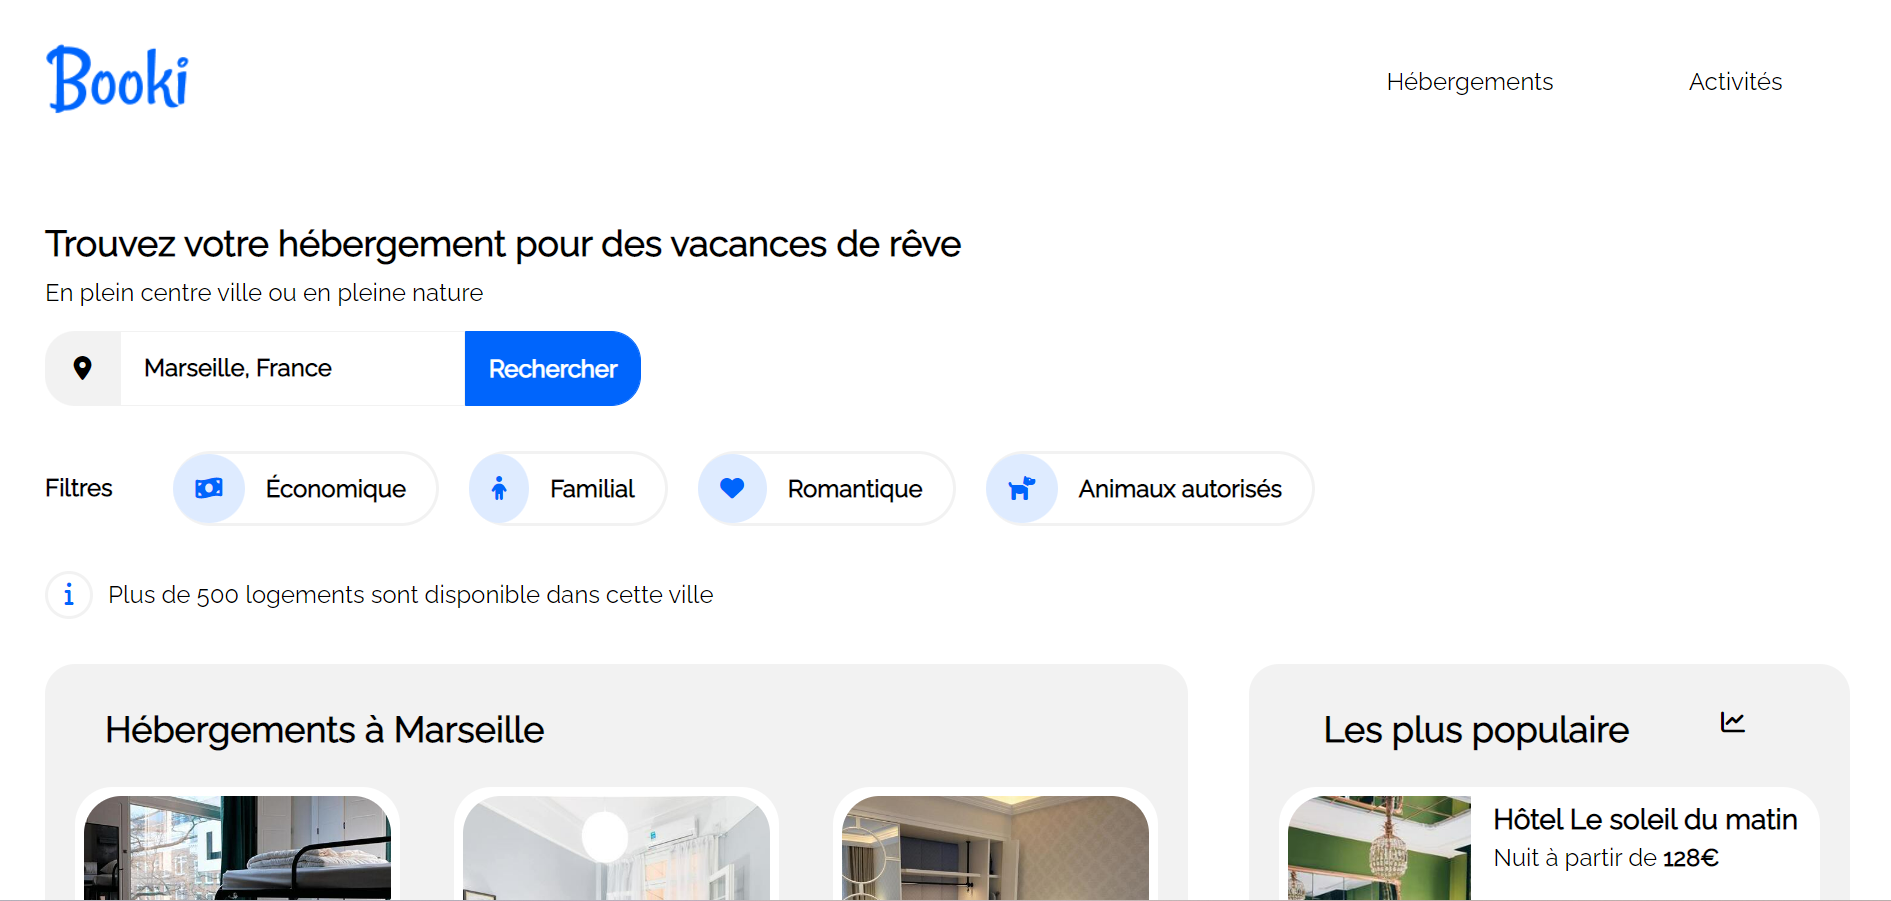 Booki
Hébergements
Activités
Trouvez votre hébergement pour des vacances de rêve
En plein centre ville ou en pleine nature
Marseille, France
Rechercher
Filtres
Économique
Familial
Romantique
Animaux autorisés
Plus de 500 logements sont disponible dans cette ville
Hébergements à Marseille
Les plus populaire
Hôtel Le soleil du matin
Nuit à partir de 128€